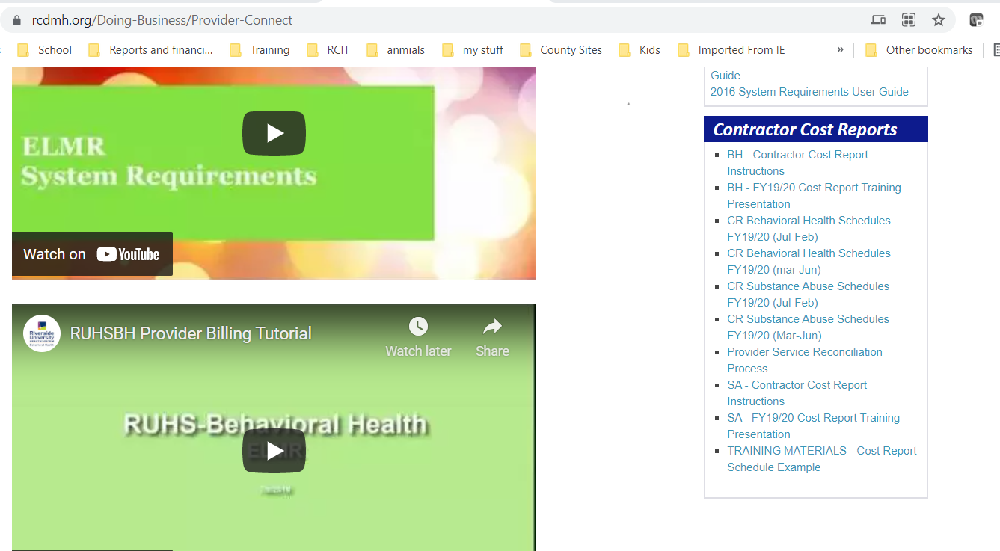 rcdmh.org/Doing-Business/Provider-Connect
School Reports and financi... Training RCIT anmials my stuff County Sites Kids Imported From IE » Other bookmarks
ELMR
System Requirements
Watch on YouTube
Riverside
University
HEALTH SYSTEM
Behavioral Health
RUHSBH Provider Billing Tutorial
Watch later
Share
RUHS-Behavioral Health
ELMR
Guide
2016 System Requirements User Guide
Contractor Cost Reports
BH - Contractor Cost Report
Instructions
BH - FY19/20 Cost Report Training
Presentation
CR Behavioral Health Schedules
FY19/20 (Jul-Feb)
CR Behavioral Health Schedules
FY19/20 (mar Jun)
CR Substance Abuse Schedules
FY19/20 (Jul-Feb)
CR Substance Abuse Schedules
FY19/20 (Mar-Jun)
Provider Service Reconciliation
Process
SA - Contractor Cost Report
Instructions
SA - FY19/20 Cost Report Training
Presentation
TRAINING MATERIALS - Cost Report
Schedule Example